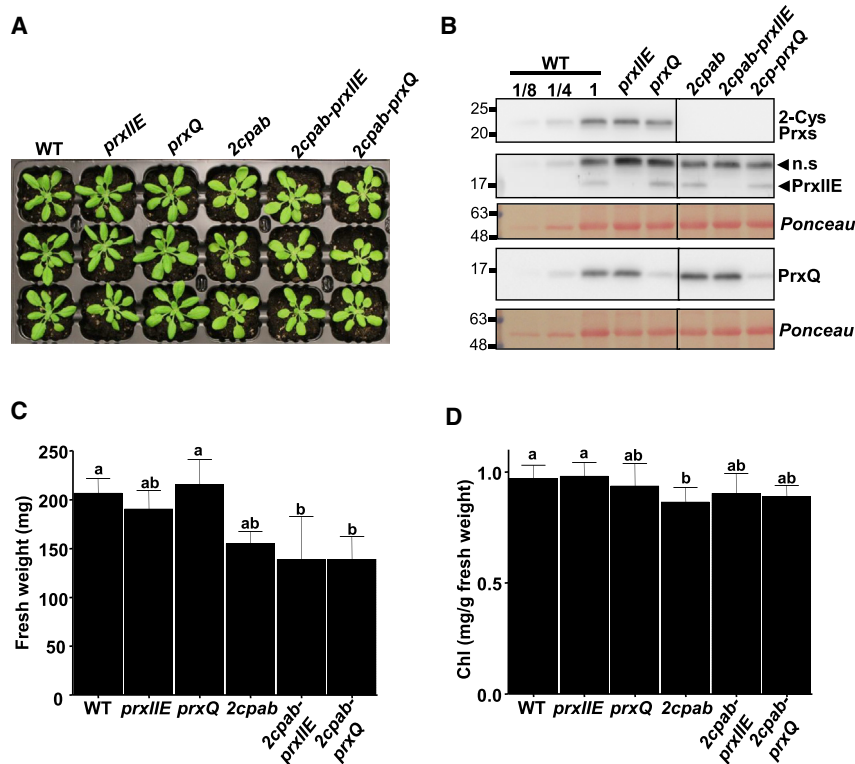 A
WT
prxIIE
prxQ
2cpab
2cpab-prxIIE
2cpab-prxQ
B
WT
1/8 1/4 1
prxIIE
prxQ
2cpab
2cpab-prxIIE
2cp-prxQ
25
20
2-Cys
Prxs
n.s
17
PrxIIE
63
48
Ponceau
17
PrxQ
63
48
Ponceau
C
Fresh weight (mg)
250
200
150
100
50
0
a
ab
a
ab
b
b
WT
prxIIE
prxQ
2cpab
2cpab-
prxIIE
2cpab-
prxQ
D
Chl (mg/g fresh weight)
1.0
0.5
0.0
a
a
ab
b
ab
ab
WT
prxIIE
prxQ
2cpab
2cpab-
prxIIE
2cpab-
prxQ